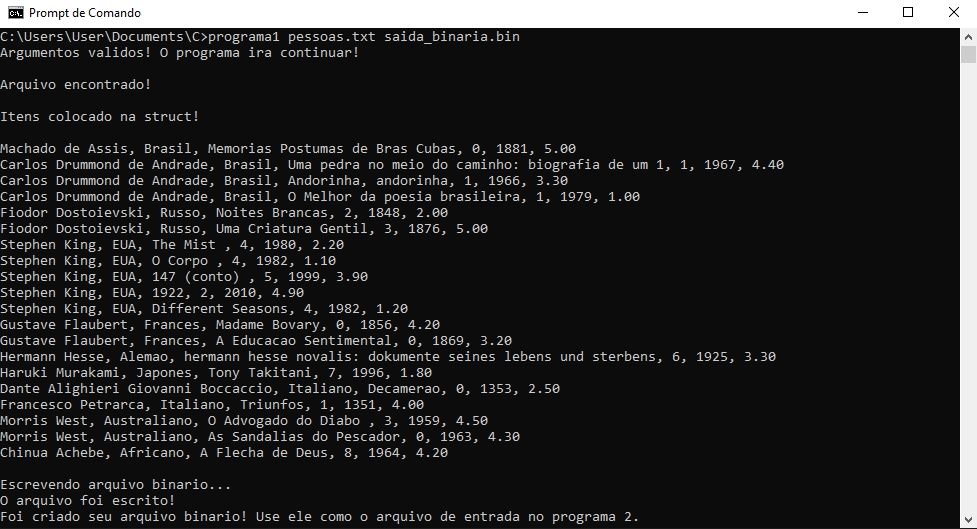 Prompt de Comando
C:\Users\User\Documents\C>programa1 pessoas.txt saida_binaria.bin
Argumentos validos! O programa ira continuar!
Arquivo encontrado!
Itens colocado na struct!
Machado de Assis, Brasil, Memorias Postumas de Bras Cubas, 0, 1881, 5.00
Carlos Drummond de Andrade, Brasil, Uma pedra no meio do caminho: biografia de um 1, 1, 1967, 4.40
Carlos Drummond de Andrade, Brasil, Andorinha, andorinha, 1, 1966, 3.30
Carlos Drummond de Andrade, Brasil, O Melhor da poesia brasileira, 1, 1979, 1.00
Fiodor Dostoievski, Russo, Noites Brancas, 2, 1848, 2.00
Fiodor Dostoievski, Russo, Uma Criatura Gentil, 3, 1876, 5.00
Stephen King, EUA, The Mist , 4, 1980, 2.20
Stephen King, EUA, O Corpo , 4, 1982, 1.10
Stephen King, EUA, 147 (conto) , 5, 1999, 3.90
Stephen King, EUA, 1922, 2, 2010, 4.90
Stephen King, EUA, Different Seasons, 4, 1982, 1.20
Gustave Flaubert, Frances, Madame Bovary, 0, 1856, 4.20
Gustave Flaubert, Frances, A Educacao Sentimental, 0, 1869, 3.20
Hermann Hesse, Alemao, hermann hesse novalis: dokumente seines lebens und sterbens, 6, 1925, 3.30
Haruki Murakami, Japones, Tony Takitani, 7, 1996, 1.80
Dante Alighieri Giovanni Boccaccio, Italiano, Decamerao, 0, 1353, 2.50
Francesco Petrarca, Italiano, Triunfos, 1, 1351, 4.00
Morris West, Australiano, O Advogado do Diabo , 3, 1959, 4.50
Morris West, Australiano, As Sandalias do Pescador, 0, 1963, 4.30
Chinua Achebe, Africano, A Flecha de Deus, 8, 1964, 4.20
Escrevendo arquivo binario...
O arquivo foi escrito!
Foi criado seu arquivo binario! Use ele como o arquivo de entrada no programa 2.